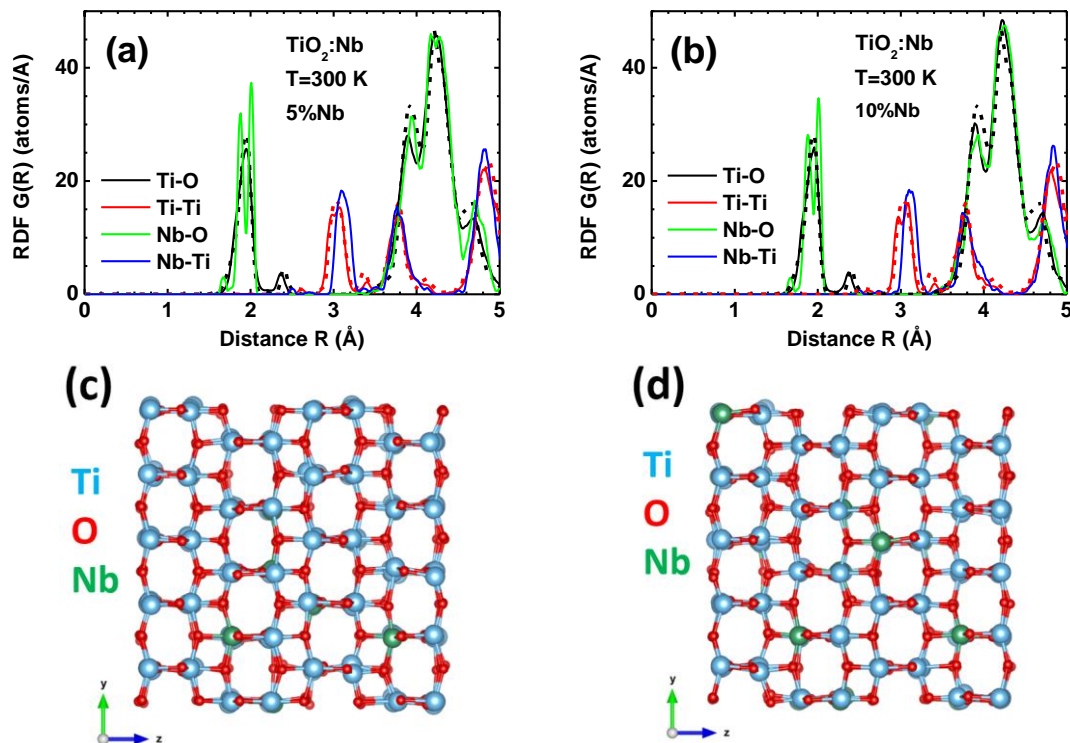 (a)
TiO2:Nb
T=300 K
5%Nb
RDF G(R) (atoms/A)
40
20
0
Ti-O
Ti-Ti
Nb-O
Nb-Ti
0 1 2 3 4 5
Distance R (Å)
(b)
TiO2:Nb
T=300 K
10%Nb
RDF G(R) (atoms/A)
40
20
0
Ti-O
Ti-Ti
Nb-O
Nb-Ti
0 1 2 3 4 5
Distance R (Å)
(c)
Ti
O
Nb
y
z
(d)
Ti
O
Nb
y
z